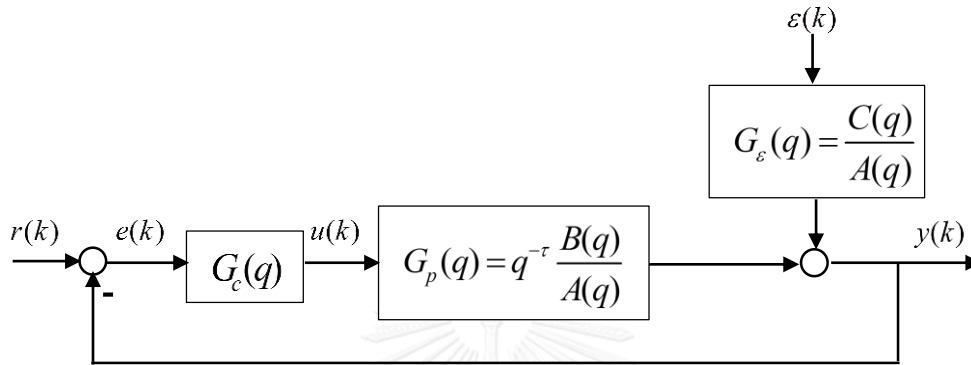 ε(k)
G_ε(q) = C(q)/A(q)
r(k)
e(k)
u(k)
y(k)
G_c(q)
G_p(q) = q^{-τ} B(q)/A(q)
-